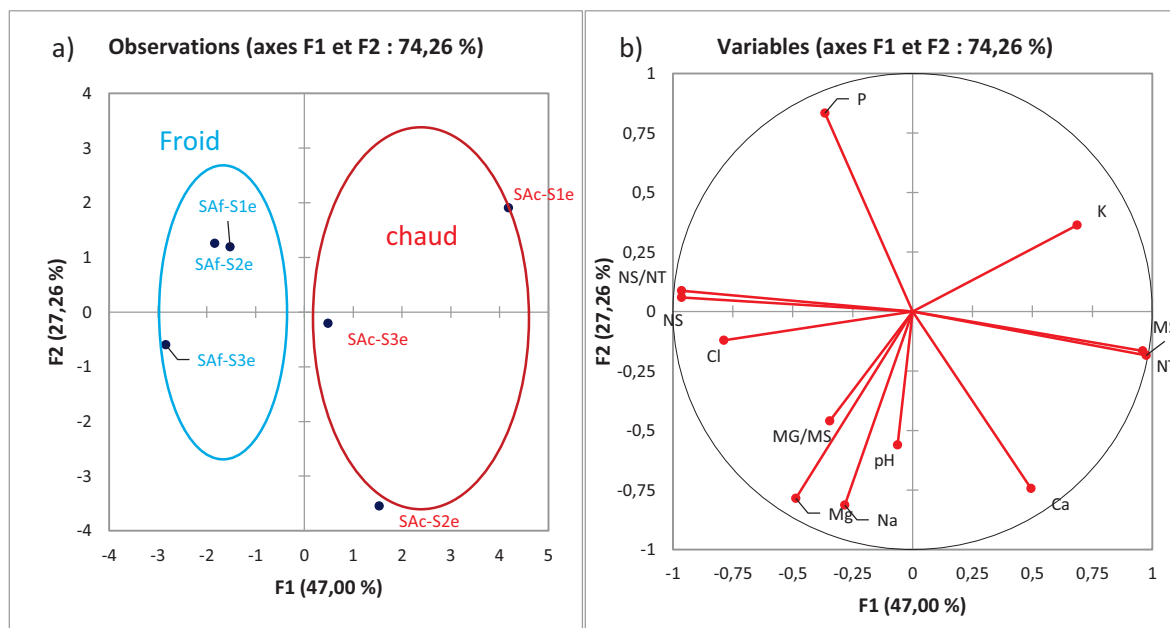 a)
Observations (axes F1 et F2 : 74,26 %)
4
3
2
1
0
-1
-2
-3
-4
F2 (27,26 %)
Froid
SAf-S1e
SAf-S2e
SAf-S3e
chaud
SAc-S1e
SAc-S3e
SAc-S2e
-4 -3 -2 -1 0 1 2 3 4 5
F1 (47,00 %)
b)
Variables (axes F1 et F2 : 74,26 %)
1
0,75
0,5
0,25
0
-0,25
-0,5
-0,75
-1
F2 (27,26 %)
P
K
NS/NT
NS
Cl
MS
NT
MG/MS
pH
Mg
Na
Ca
-1 -0,75 -0,5 -0,25 0 0,25 0,5 0,75 1
F1 (47,00 %)